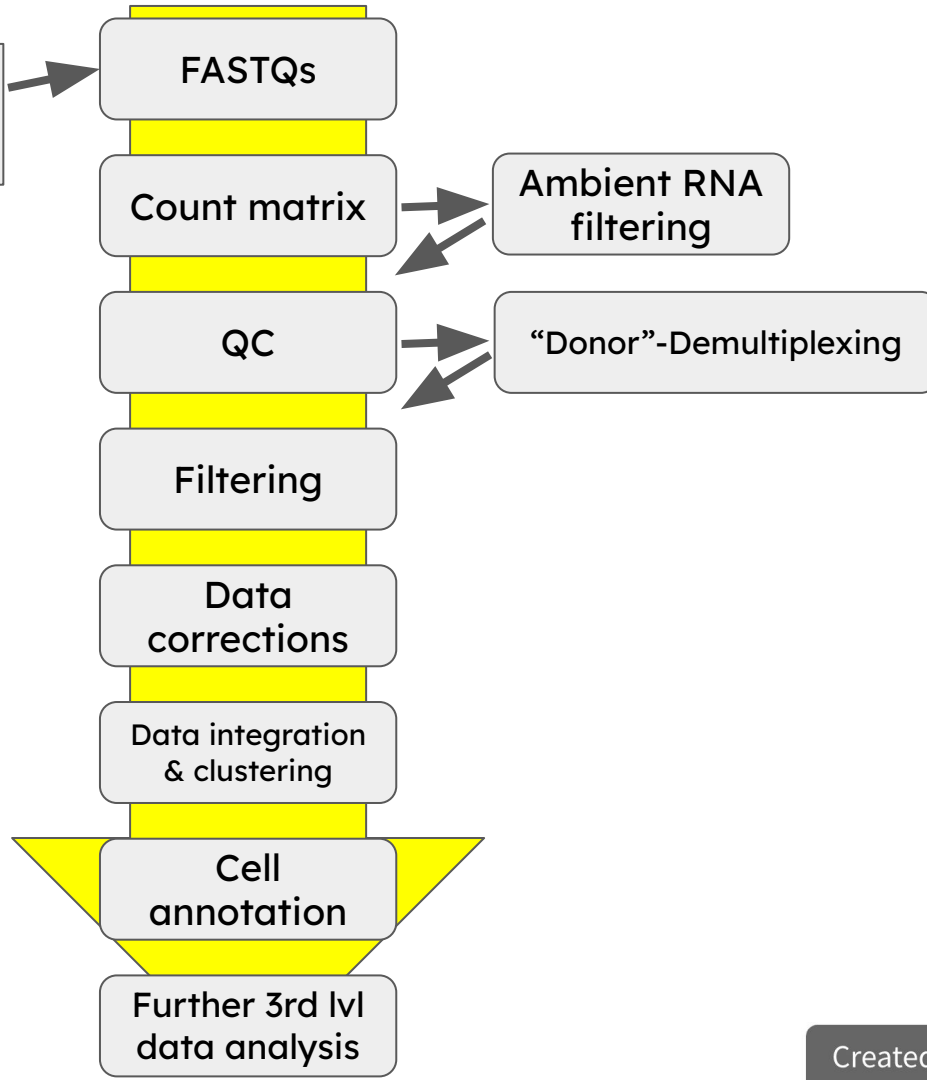 FASTQs
Count matrix
Ambient RNA
filtering
QC
“Donor”-Demultiplexing
Filtering
Data
corrections
Data integration
& clustering
Cell
annotation
Further 3rd lvl
data analysis
Created